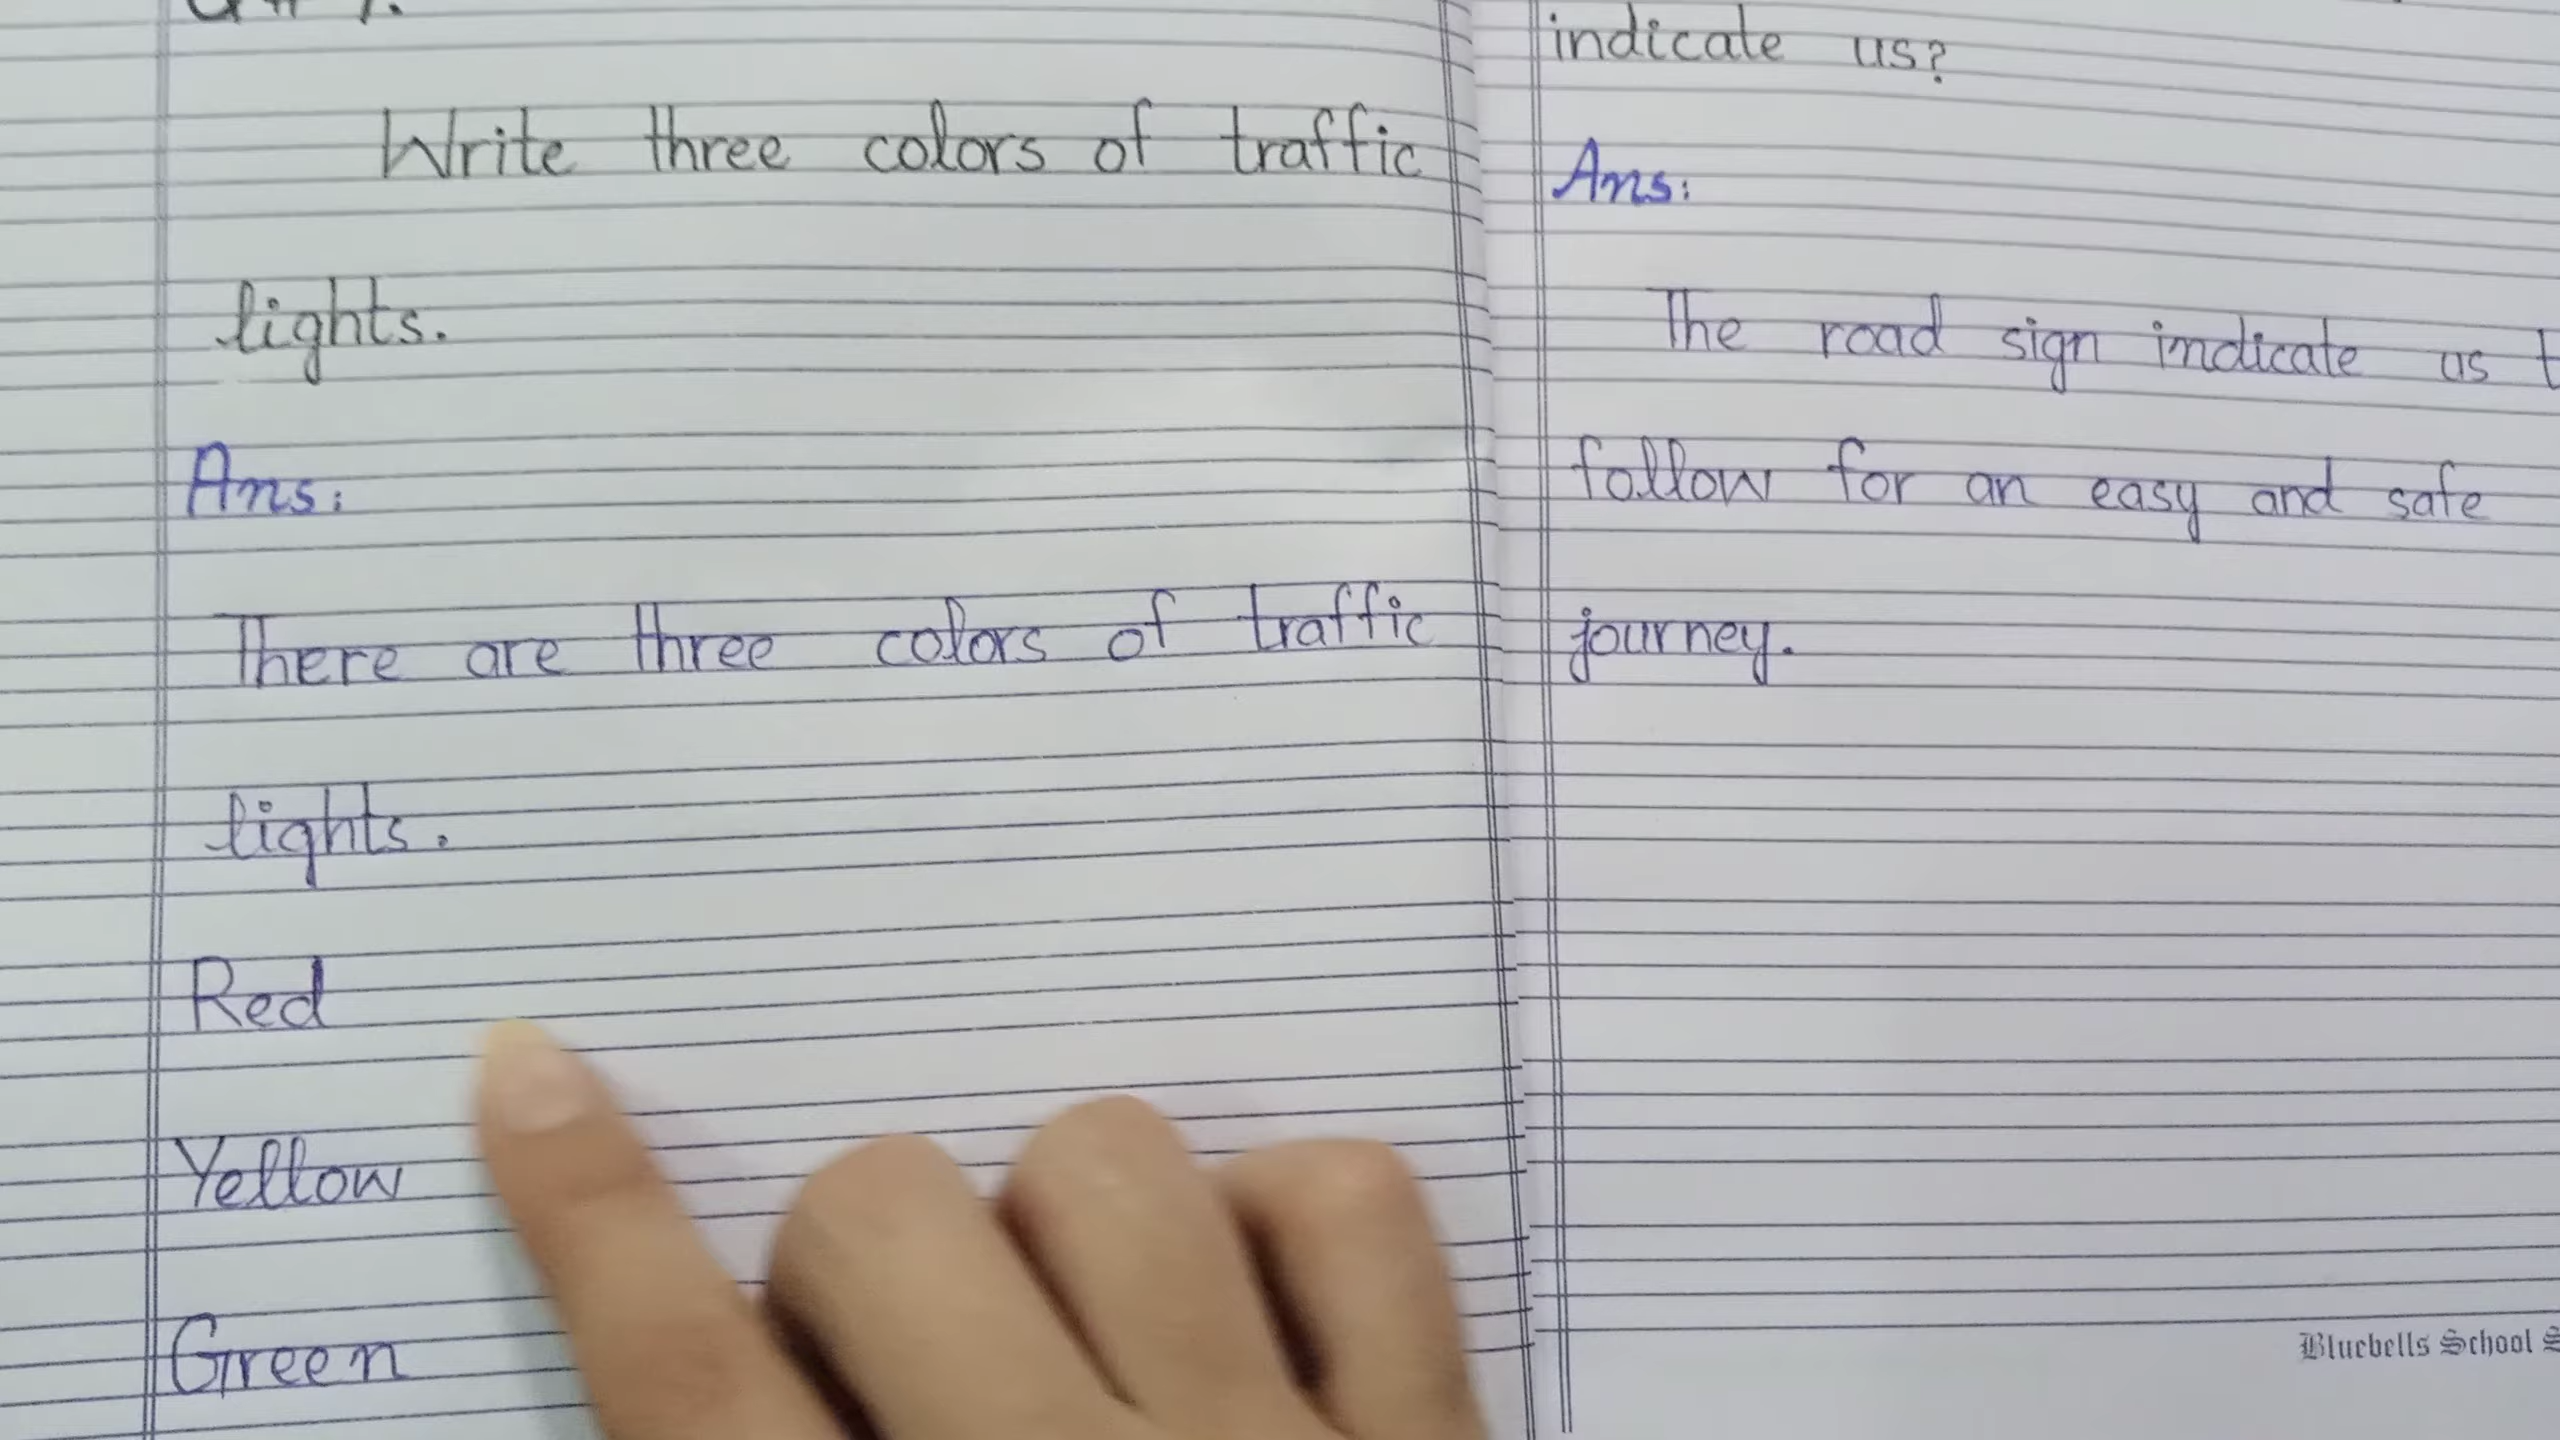 Write three colors of traffic
lights.
Ans:
There are three colors of traffic
lights.
Red
Yellow
Green
indicate us?
Ans:
The road sign indicate us
follow for an easy and safe
journey.
Bluebells School